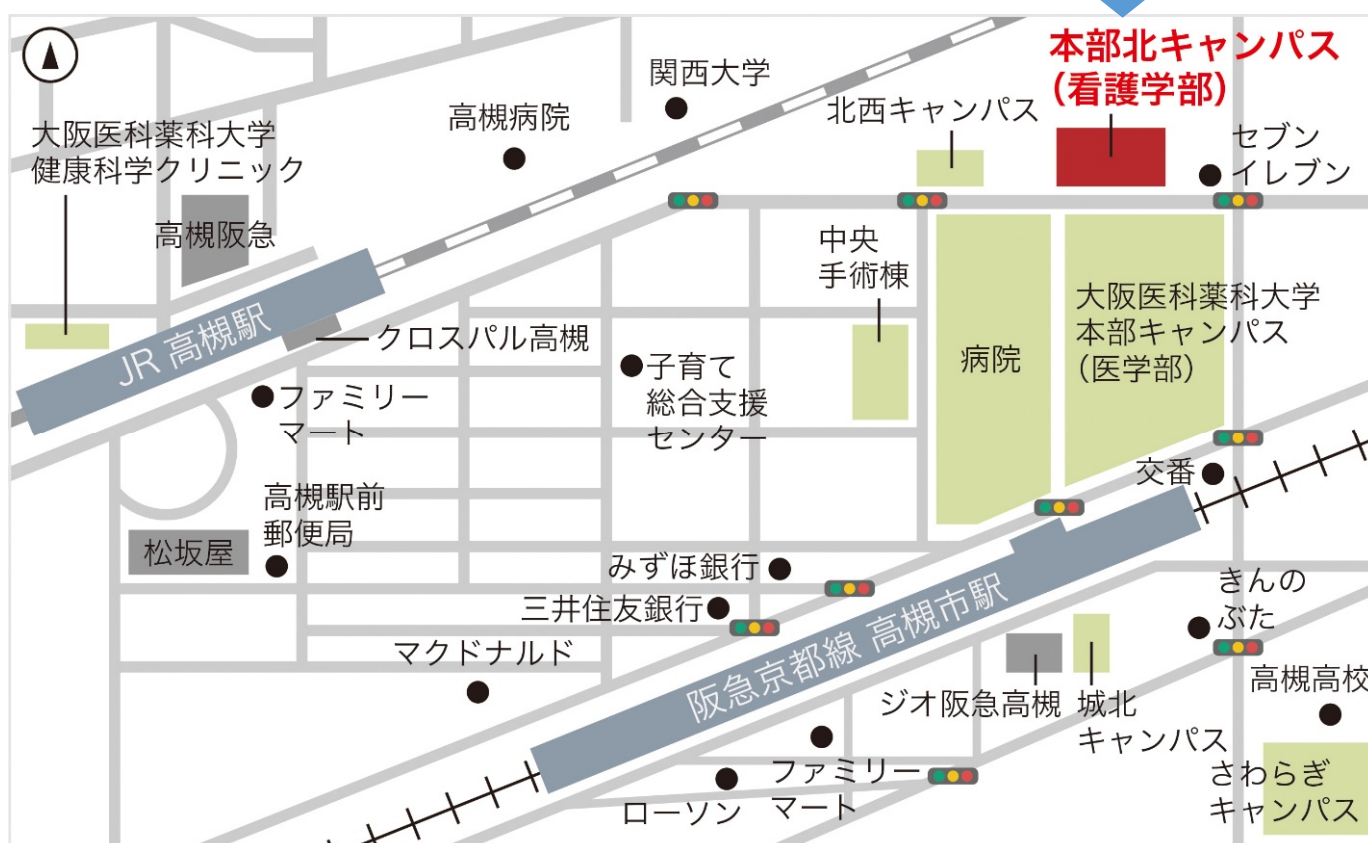 本部北キャンパス
（看護学部）
関西大学
高槻病院
北西キャンパス
セブン
イレブン
大阪医科薬科大学
健康科学クリニック
高槻阪急
中央
手術棟
JR 高槻駅
クロスパル高槻
病院
大阪医科薬科大学
本部キャンパス
（医学部）
ファミリー
マート
子育て
総合支援
センター
交番
高槻駅前
郵便局
松坂屋
みずほ銀行
三井住友銀行
マクドナルド
阪急京都線 高槻市駅
きんの
ぶた
ジオ阪急高槻
城北
キャンパス
高槻高校
ファミリー
マート
ローソン
さわらぎ
キャンパス